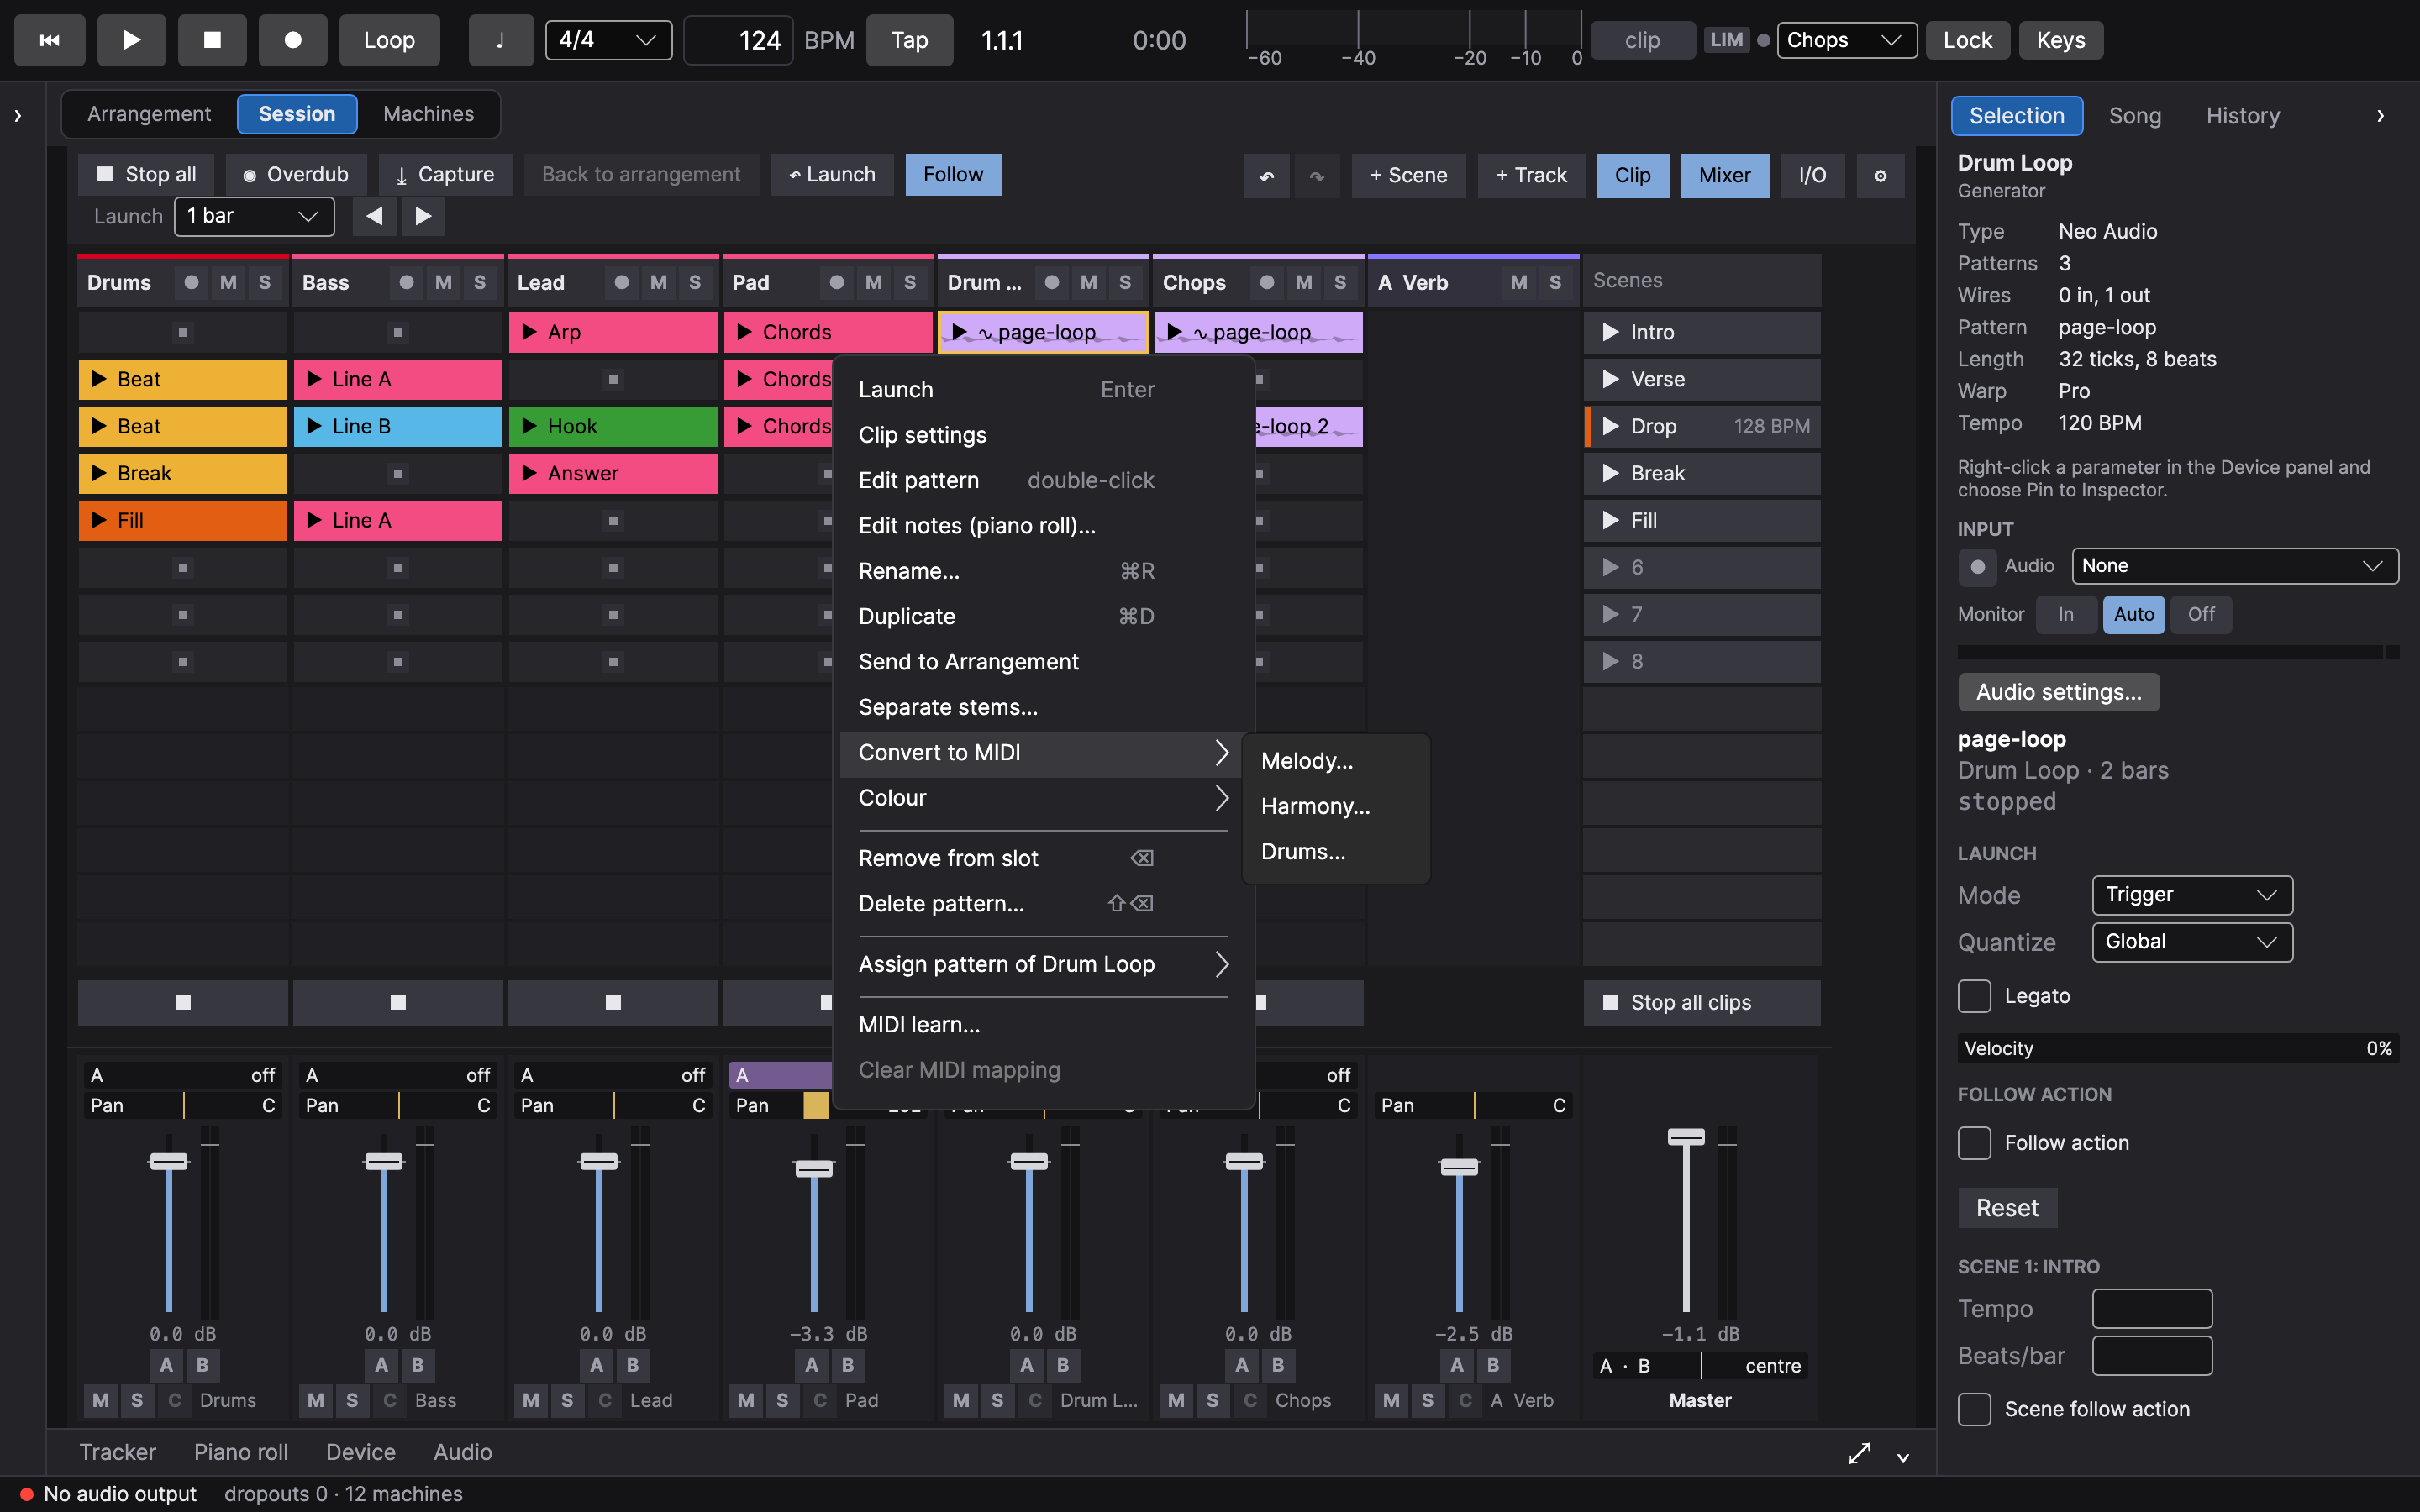 Loop
4/4
124 BPM
Tap
1.1.1
0:00
−60 −40 −20 −10 0
clip
LIM
Chops
Lock
Keys
Arrangement Session Machines
Stop all
Overdub
Capture
Back to arrangement
Launch
Follow
+ Scene
+ Track
Clip
Mixer
I/O
Launch 1 bar
Drums M S
Bass M S
Lead M S
Pad M S
Drum ... M S
Chops M S
A Verb M S
Scenes
Arp
Chords
page-loop
page-loop
Intro
Beat
Line A
Chords
Verse
Beat
Line B
Hook
Chords
e-loop 2
Drop 128 BPM
Break
Answer
Break
Fill
Line A
Fill
6
7
8
Stop all clips
Launch Enter
Clip settings
Edit pattern double-click
Edit notes (piano roll)...
Rename... ⌘R
Duplicate ⌘D
Send to Arrangement
Separate stems...
Convert to MIDI
Colour
Remove from slot ⌫
Delete pattern... ⇧⌫
Assign pattern of Drum Loop
MIDI learn...
Clear MIDI mapping
Melody...
Harmony...
Drums...
A off
A off
A off
A
off
Pan C
Pan C
Pan C
Pan
C
Pan C
0.0 dB
0.0 dB
0.0 dB
−3.3 dB
0.0 dB
0.0 dB
−2.5 dB
−1.1 dB
A B
A B
A B
A B
A B
A B
A B
A · B centre
M S C Drums
M S C Bass
M S C Lead
M S C Pad
M S C Drum L...
M S C Chops
M S C A Verb
Master
Tracker Piano roll Device Audio
No audio output dropouts 0 · 12 machines
Selection Song History
Drum Loop
Generator
Type Neo Audio
Patterns 3
Wires 0 in, 1 out
Pattern page-loop
Length 32 ticks, 8 beats
Warp Pro
Tempo 120 BPM
Right-click a parameter in the Device panel and
choose Pin to Inspector.
INPUT
Audio None
Monitor In Auto Off
Audio settings...
page-loop
Drum Loop · 2 bars
stopped
LAUNCH
Mode Trigger
Quantize Global
Legato
Velocity 0%
FOLLOW ACTION
Follow action
Reset
SCENE 1: INTRO
Tempo
Beats/bar
Scene follow action